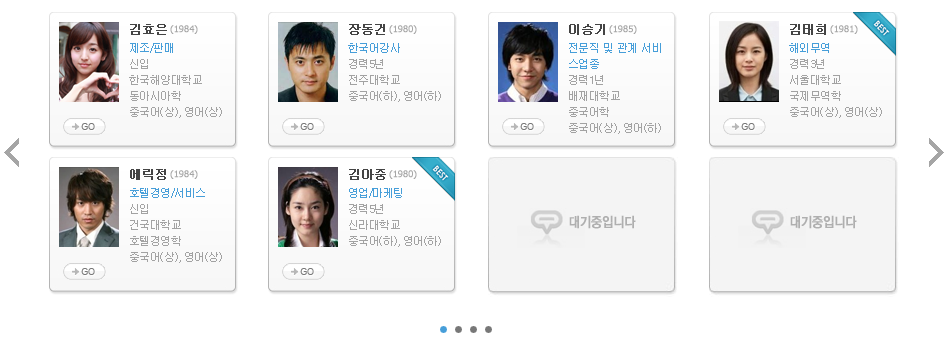 김효은 (1984)
제조/판매
신입
한국해양대학교
동아시아학
중국어(상), 영어(상)
GO
장동건 (1980)
한국어강사
경력5년
전주대학교
중국어(하), 영어(하)
GO
이승기 (1985)
전문직 및 관계 서비
스업종
경력1년
배재대학교
중국어학
중국어(상), 영어(하)
GO
김태희 (1981)
BEST
해외무역
경력3년
서울대학교
국제무역학
중국어(상), 영어(상)
GO
에릭정 (1984)
호텔경영/서비스
신입
건국대학교
호텔경영학
중국어(상), 영어(상)
GO
김아중 (1980)
BEST
영업/마케팅
경력5년
신라대학교
중국어(하), 영어(하)
GO
대기중입니다
대기중입니다